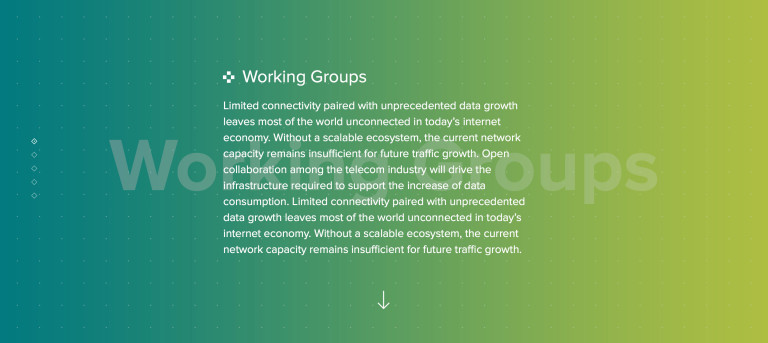 Working Groups
Working Groups
Limited connectivity paired with unprecedented data growth
leaves most of the world unconnected in today's internet
economy. Without a scalable ecosystem, the current network
capacity remains insufficient for future traffic growth. Open
collaboration among the telecom industry will drive the
infrastructure required to support the increase of data
consumption. Limited connectivity paired with unprecedented
data growth leaves most of the world unconnected in today's
internet economy. Without a scalable ecosystem, the current
network capacity remains insufficient for future traffic growth.